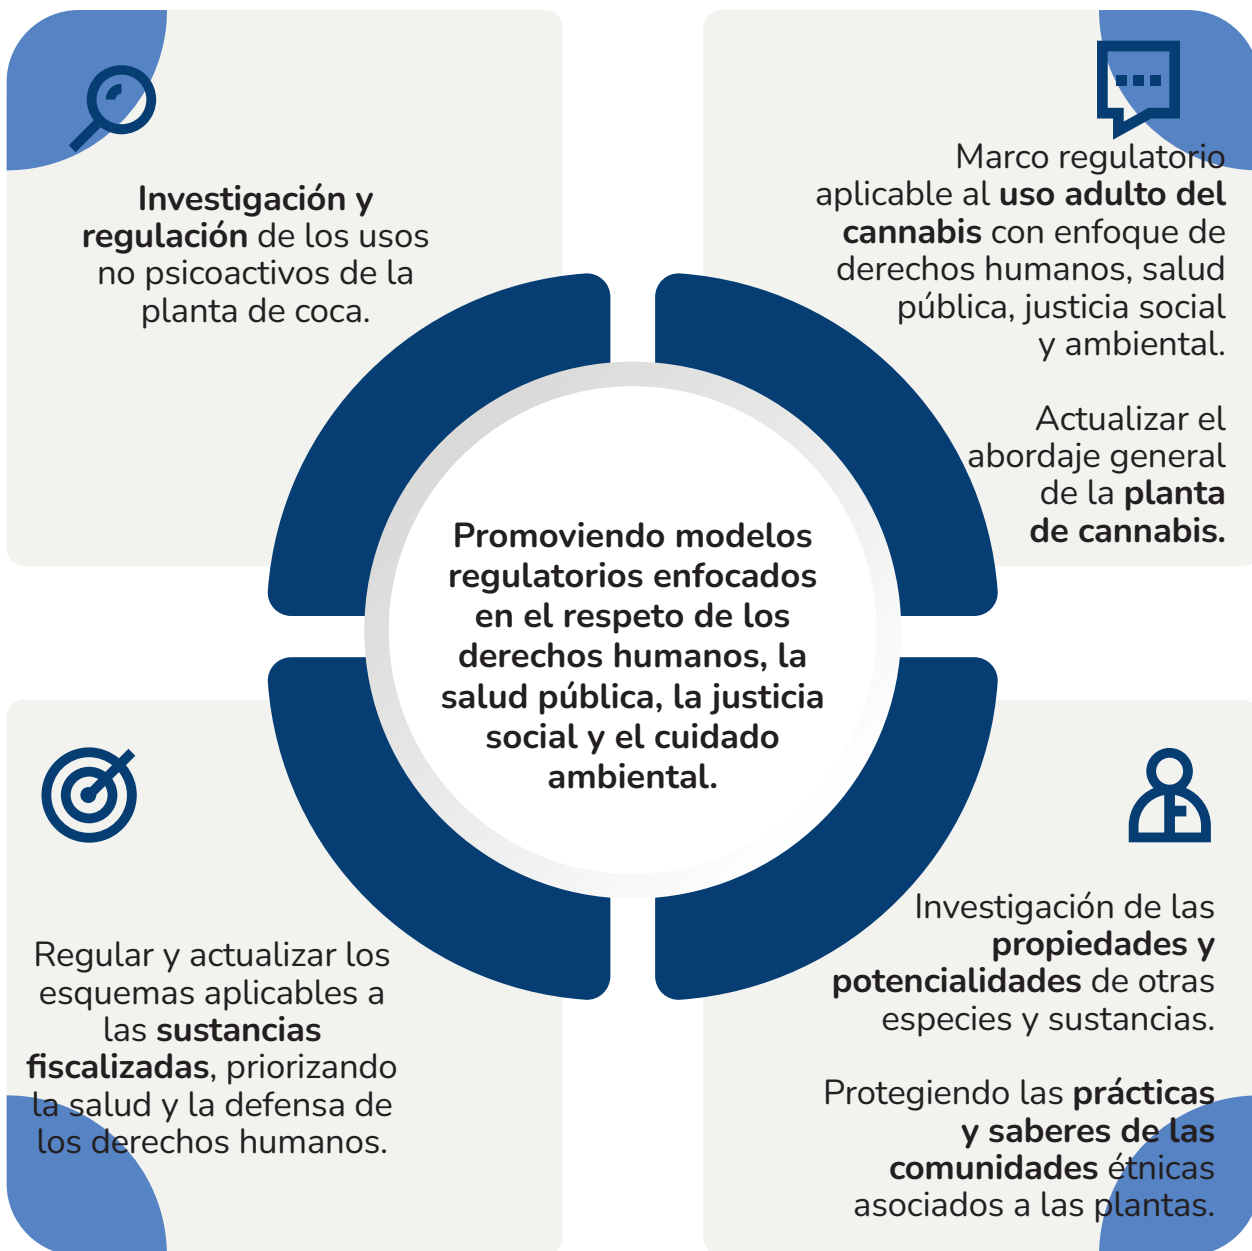 Investigación y
regulación de los usos
no psicoactivos de la
planta de coca.
Marco regulatorio
aplicable al uso adulto del
cannabis con enfoque de
derechos humanos, salud
pública, justicia social
y ambiental.
Actualizar el
abordaje general
de la planta
de cannabis.
Promoviendo modelos
regulatorios enfocados
en el respeto de los
derechos humanos, la
salud pública, la justicia
social y el cuidado
ambiental.
Regular y actualizar los
esquemas aplicables a
las sustancias
fiscalizadas, priorizando
la salud y la defensa de
los derechos humanos.
Investigación de las
propiedades y
potencialidades de otras
especies y sustancias.
Protegiendo las prácticas
y saberes de las
comunidades étnicas
asociados a las plantas.